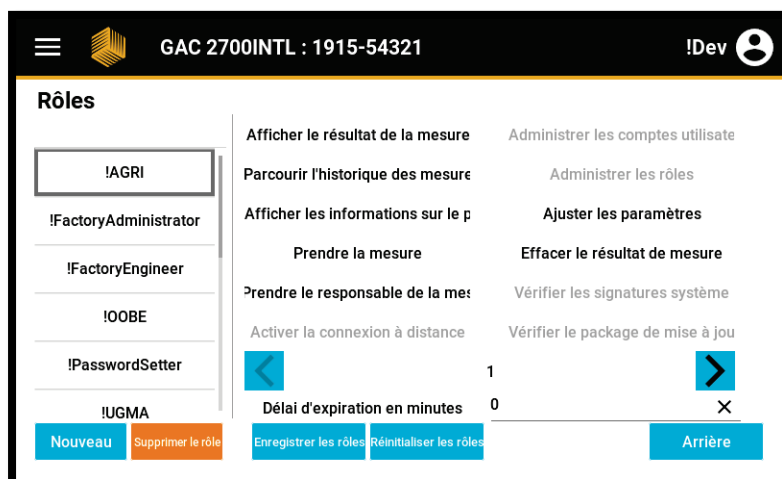 GAC 2700INTL : 1915-54321
!Dev
Rôles
!AGRI
!FactoryAdministrator
!FactoryEngineer
!OOBE
!PasswordSetter
!UGMA
Afficher le résultat de la mesure
Administrer les comptes utilisate
Parcourir l'historique des mesure
Administrer les rôles
Afficher les informations sur le p
Ajuster les paramètres
Prendre la mesure
Effacer le résultat de mesure
Prendre le responsable de la mes
Vérifier les signatures système
Activer la connexion à distance
Vérifier le package de mise à jou
1
Délai d'expiration en minutes
0
Nouveau
Supprimer le rôle
Enregistrer les rôles
Réinitialiser les rôles
Arrière